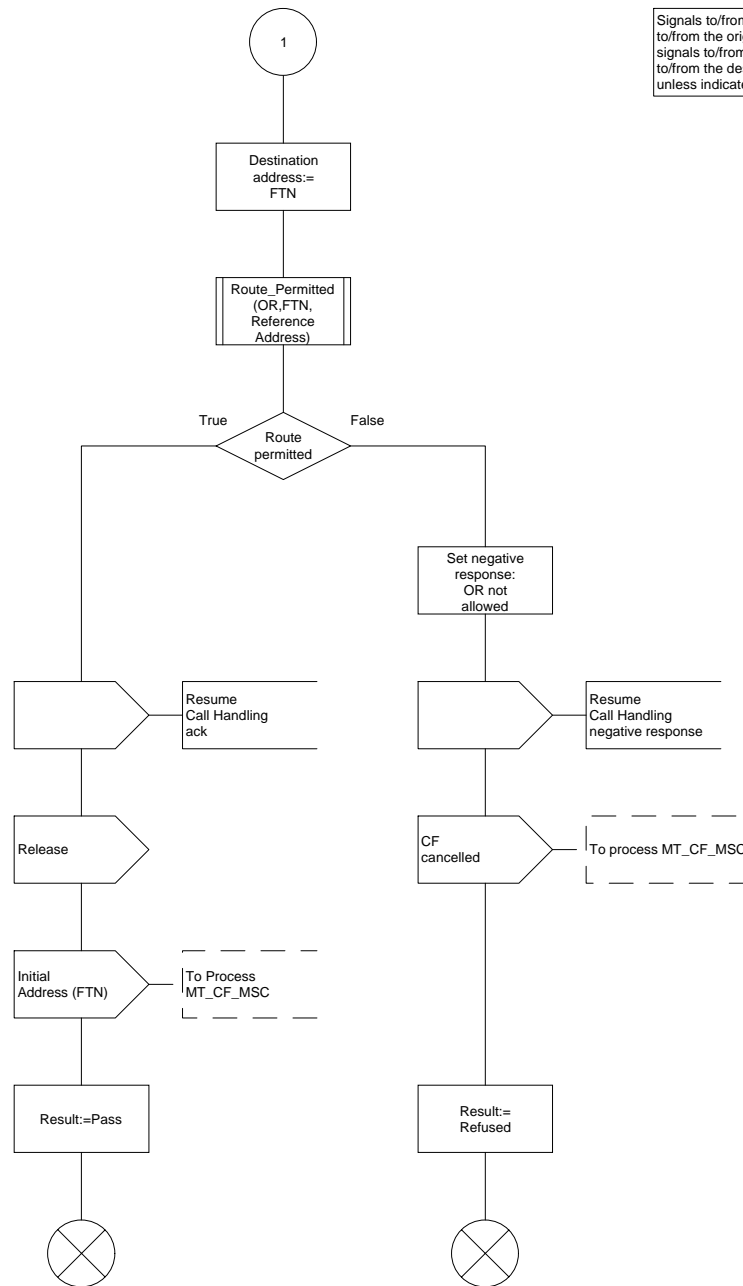 1
Signals to/from
to/from the
signals to/from
to/from the
unless
Destination
address:=
FTN
Route_Permitted
(OR,FTN,
Reference
Address)
True
False
Route
permitted
Set negative
response:
OR not
allowed
Resume
Call Handling
ack
Resume
Call Handling
negative response
Release
CF
cancelled
To process MT_CF_MSC
Initial
Address (FTN)
To Process
MT_CF_MSC
Result:=Pass
Result:=
Refused